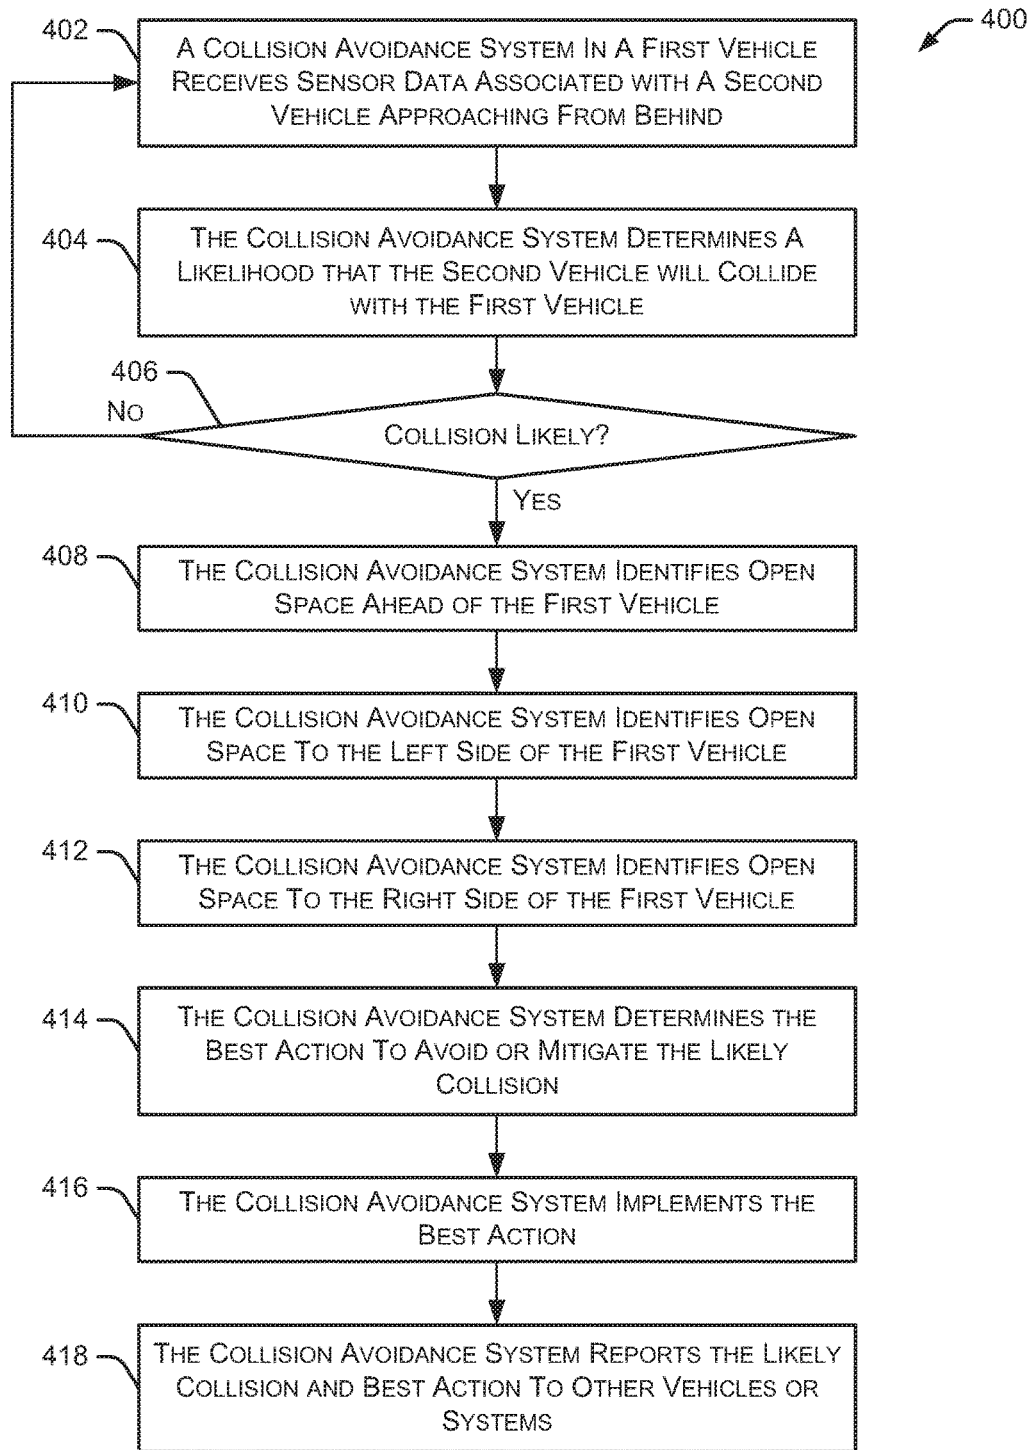 400
402
A COLLISION AVOIDANCE SYSTEM IN A FIRST VEHICLE
RECEIVES SENSOR DATA ASSOCIATED WITH A SECOND
VEHICLE APPROACHING FROM BEHIND
404
THE COLLISION AVOIDANCE SYSTEM DETERMINES A
LIKELIHOOD THAT THE SECOND VEHICLE WILL COLLIDE
WITH THE FIRST VEHICLE
406
NO
COLLISION LIKELY?
YES
408
THE COLLISION AVOIDANCE SYSTEM IDENTIFIES OPEN
SPACE AHEAD OF THE FIRST VEHICLE
410
THE COLLISION AVOIDANCE SYSTEM IDENTIFIES OPEN
SPACE TO THE LEFT SIDE OF THE FIRST VEHICLE
412
THE COLLISION AVOIDANCE SYSTEM IDENTIFIES OPEN
SPACE TO THE RIGHT SIDE OF THE FIRST VEHICLE
414
THE COLLISION AVOIDANCE SYSTEM DETERMINES THE
BEST ACTION TO AVOID OR MITIGATE THE LIKELY
COLLISION
416
THE COLLISION AVOIDANCE SYSTEM IMPLEMENTS THE
BEST ACTION
418
THE COLLISION AVOIDANCE SYSTEM REPORTS THE LIKELY
COLLISION AND BEST ACTION TO OTHER VEHICLES OR
SYSTEMS